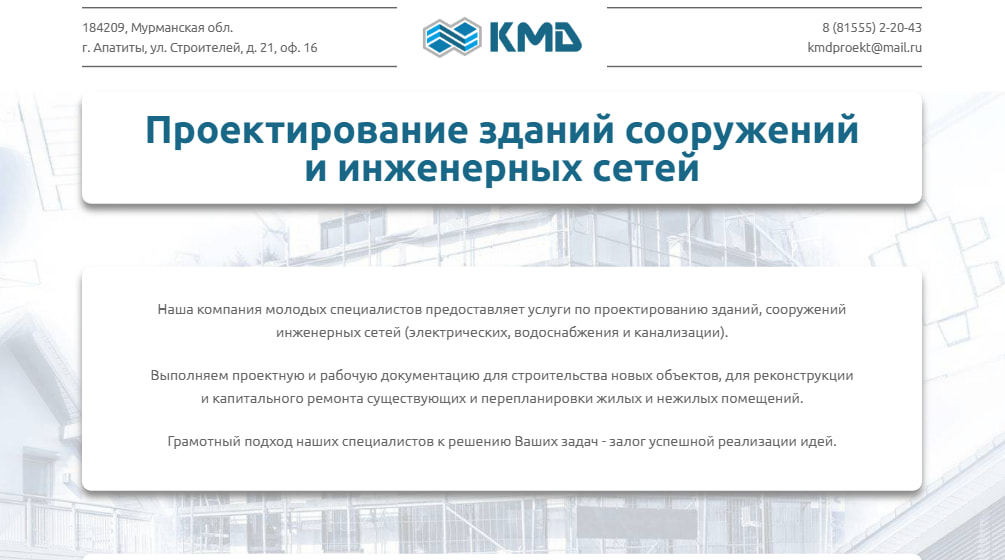 184209, Мурманская обл.
г. Апатиты, ул. Строителей, д. 21, оф. 16
KMD
8 (81555) 2-20-43
kmdproekt@mail.ru
Проектирование зданий сооружений
и инженерных сетей
Наша компания молодых специалистов предоставляет услуги по проектированию зданий, сооружений
инженерных сетей (электрических, водоснабжения и канализации).
Выполняем проектную и рабочую документацию для строительства новых объектов, для реконструкции
и капитального ремонта существующих и перепланировки жилых и нежилых помещений.
Грамотный подход наших специалистов к решению Ваших задач - залог успешной реализации идей.